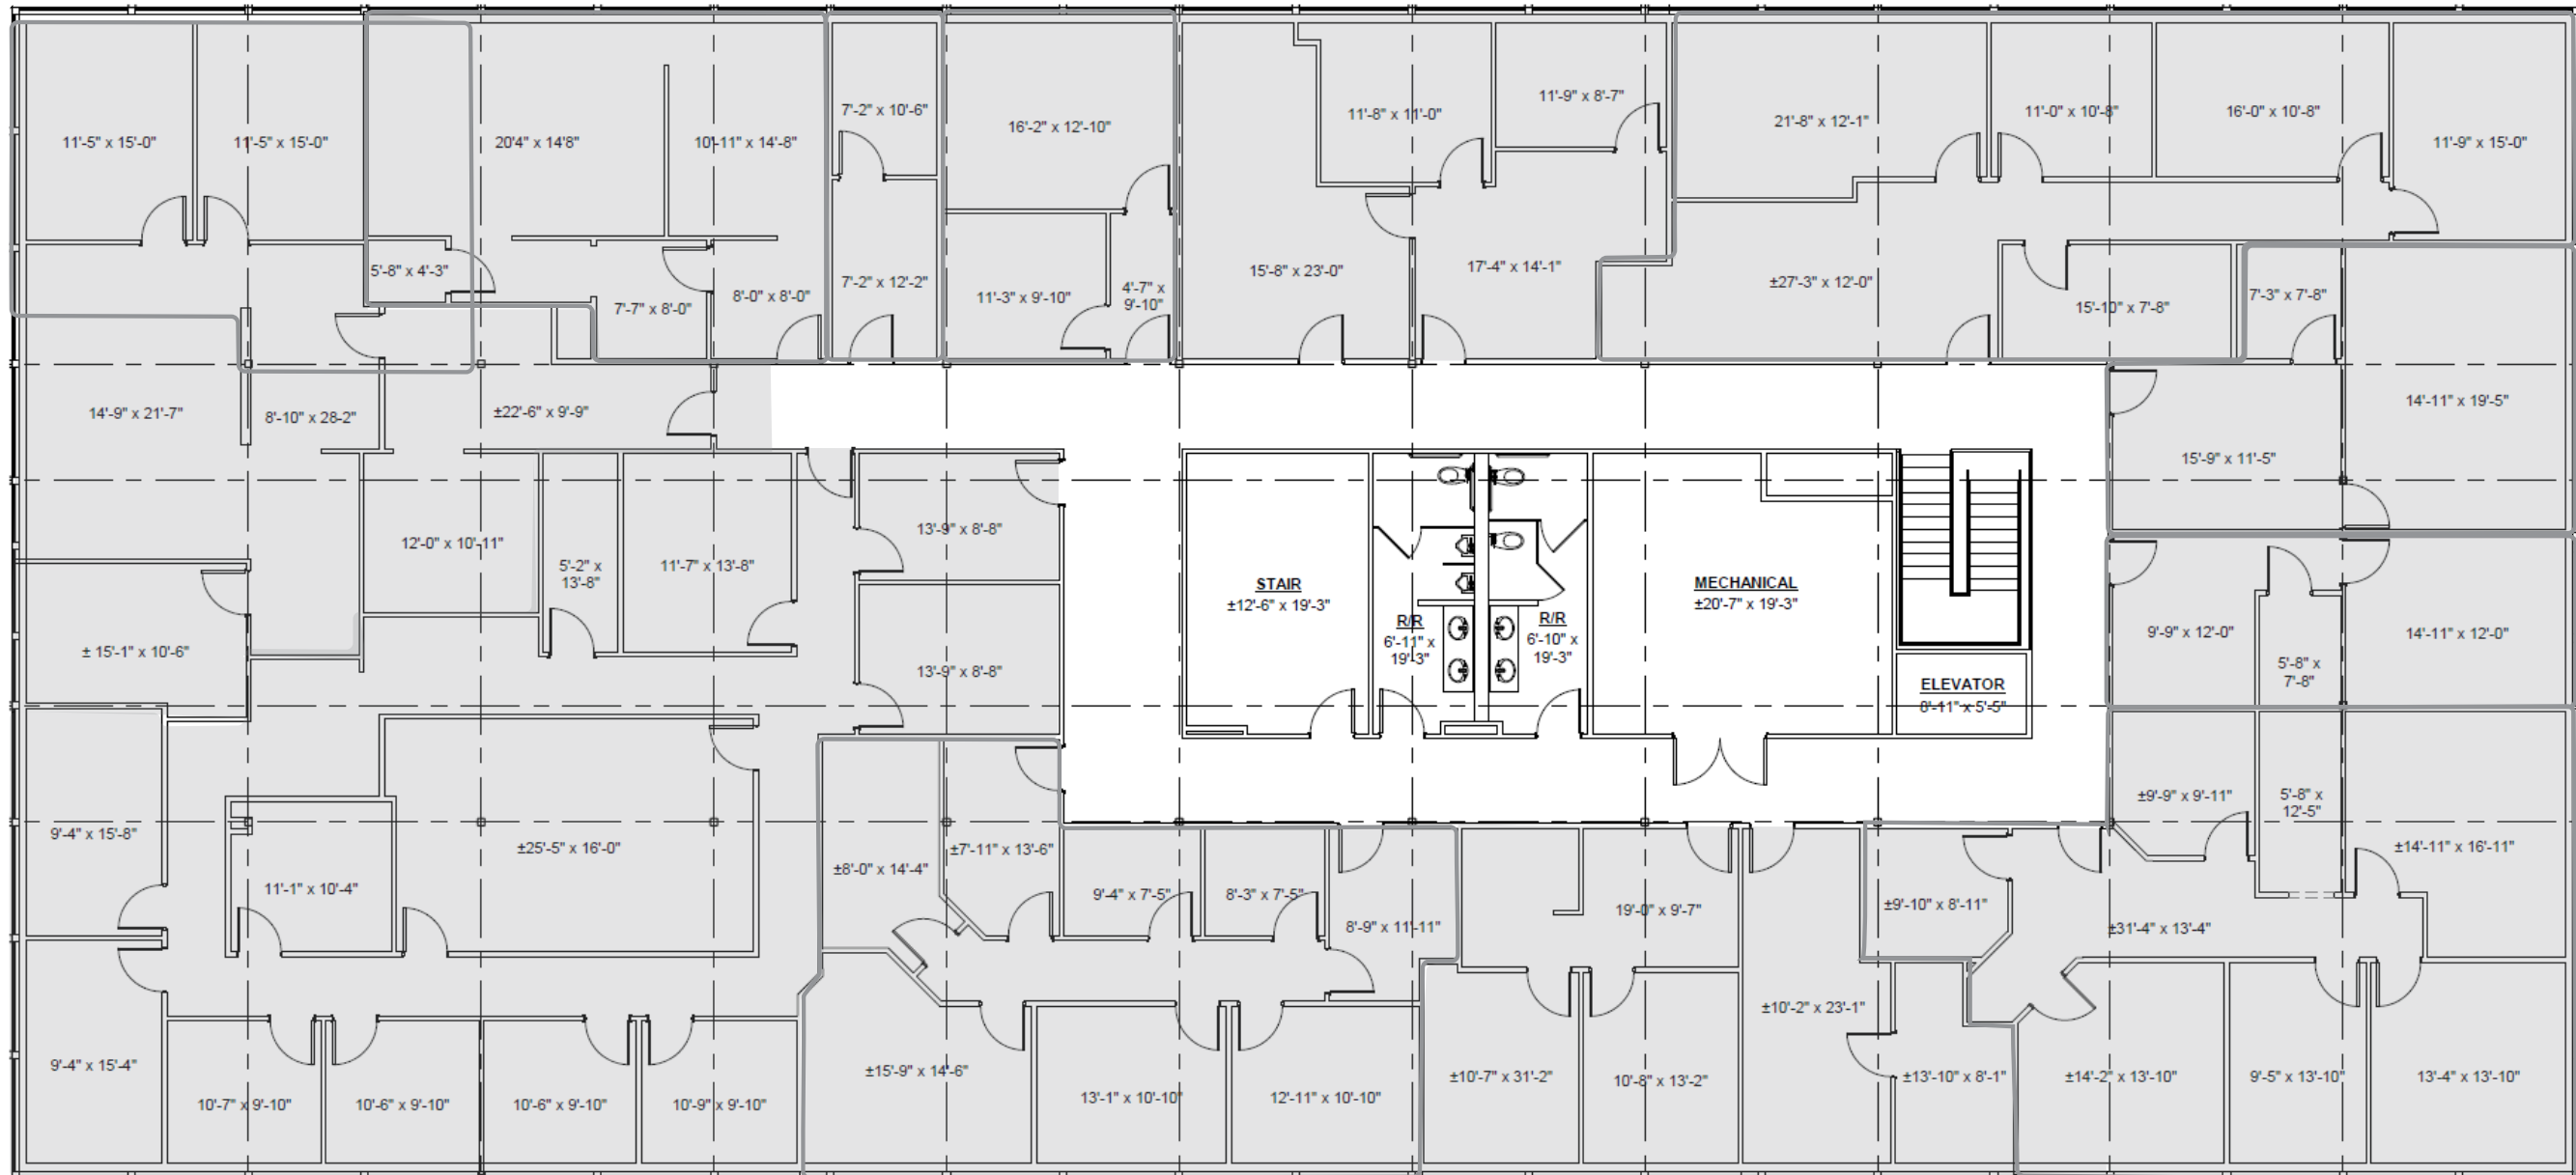 11'-5" x 15'-0"
11'-5" x 15'-0"
20'4" x 14'8"
10'-11" x 14'-8"
7'-2" x 10'-6"
16'-2" x 12'-10"
11'-8" x 11'-0"
11'-9" x 8'-7"
21'-8" x 12'-1"
11'-0" x 10'-8"
16'-0" x 10'-8"
11'-9" x 15'-0"
5'-8" x 4'-3"
7'-7" x 8'-0"
8'-0" x 8'-0"
7'-2" x 12'-2"
11'-3" x 9'-10"
4'-7" x
9'-10"
15'-8" x 23'-0"
17'-4" x 14'-1"
±27'-3" x 12'-0"
15'-10" x 7'-8"
7'-3" x 7'-8"
14'-9" x 21'-7"
8'-10" x 28-2"
±22'-6" x 9'-9"
14'-11" x 19'-5"
15'-9" x 11'-5"
12'-0" x 10'-11"
5'-2" x
13'-8"
11'-7" x 13'-8"
13'-9" x 8'-8"
STAIR
±12'-6" x 19'-3"
R/R
6'-11" x
19'-3"
R/R
6'-10" x
19'-3"
MECHANICAL
±20'-7" x 19'-3"
ELEVATOR
8'-11" x 5'-5"
9'-9" x 12'-0"
5'-8" x
7'-8"
14'-11" x 12'-0"
± 15'-1" x 10'-6"
13'-9" x 8'-8"
9'-4" x 15'-8"
11'-1" x 10'-4"
±25'-5" x 16'-0"
±8'-0" x 14'-4"
±7'-11" x 13'-6"
9'-4" x 7'-5"
8'-3" x 7'-5"
8'-9" x 11'-11"
19'-0" x 9'-7"
±9'-10" x 8'-11"
±9'-9" x 9'-11"
5'-8" x
12'-5"
±14'-11" x 16'-11"
±31'-4" x 13'-4"
9'-4" x 15'-4"
10'-7" x 9'-10"
10'-6" x 9'-10"
10'-6" x 9'-10"
10'-9" x 9'-10"
±15'-9" x 14'-6"
13'-1" x 10'-10"
12'-11" x 10'-10"
±10'-7" x 31'-2"
10'-8" x 13'-2"
±10'-2" x 23'-1"
±13'-10" x 8'-1"
±14'-2" x 13'-10"
9'-5" x 13'-10"
13'-4" x 13'-10"